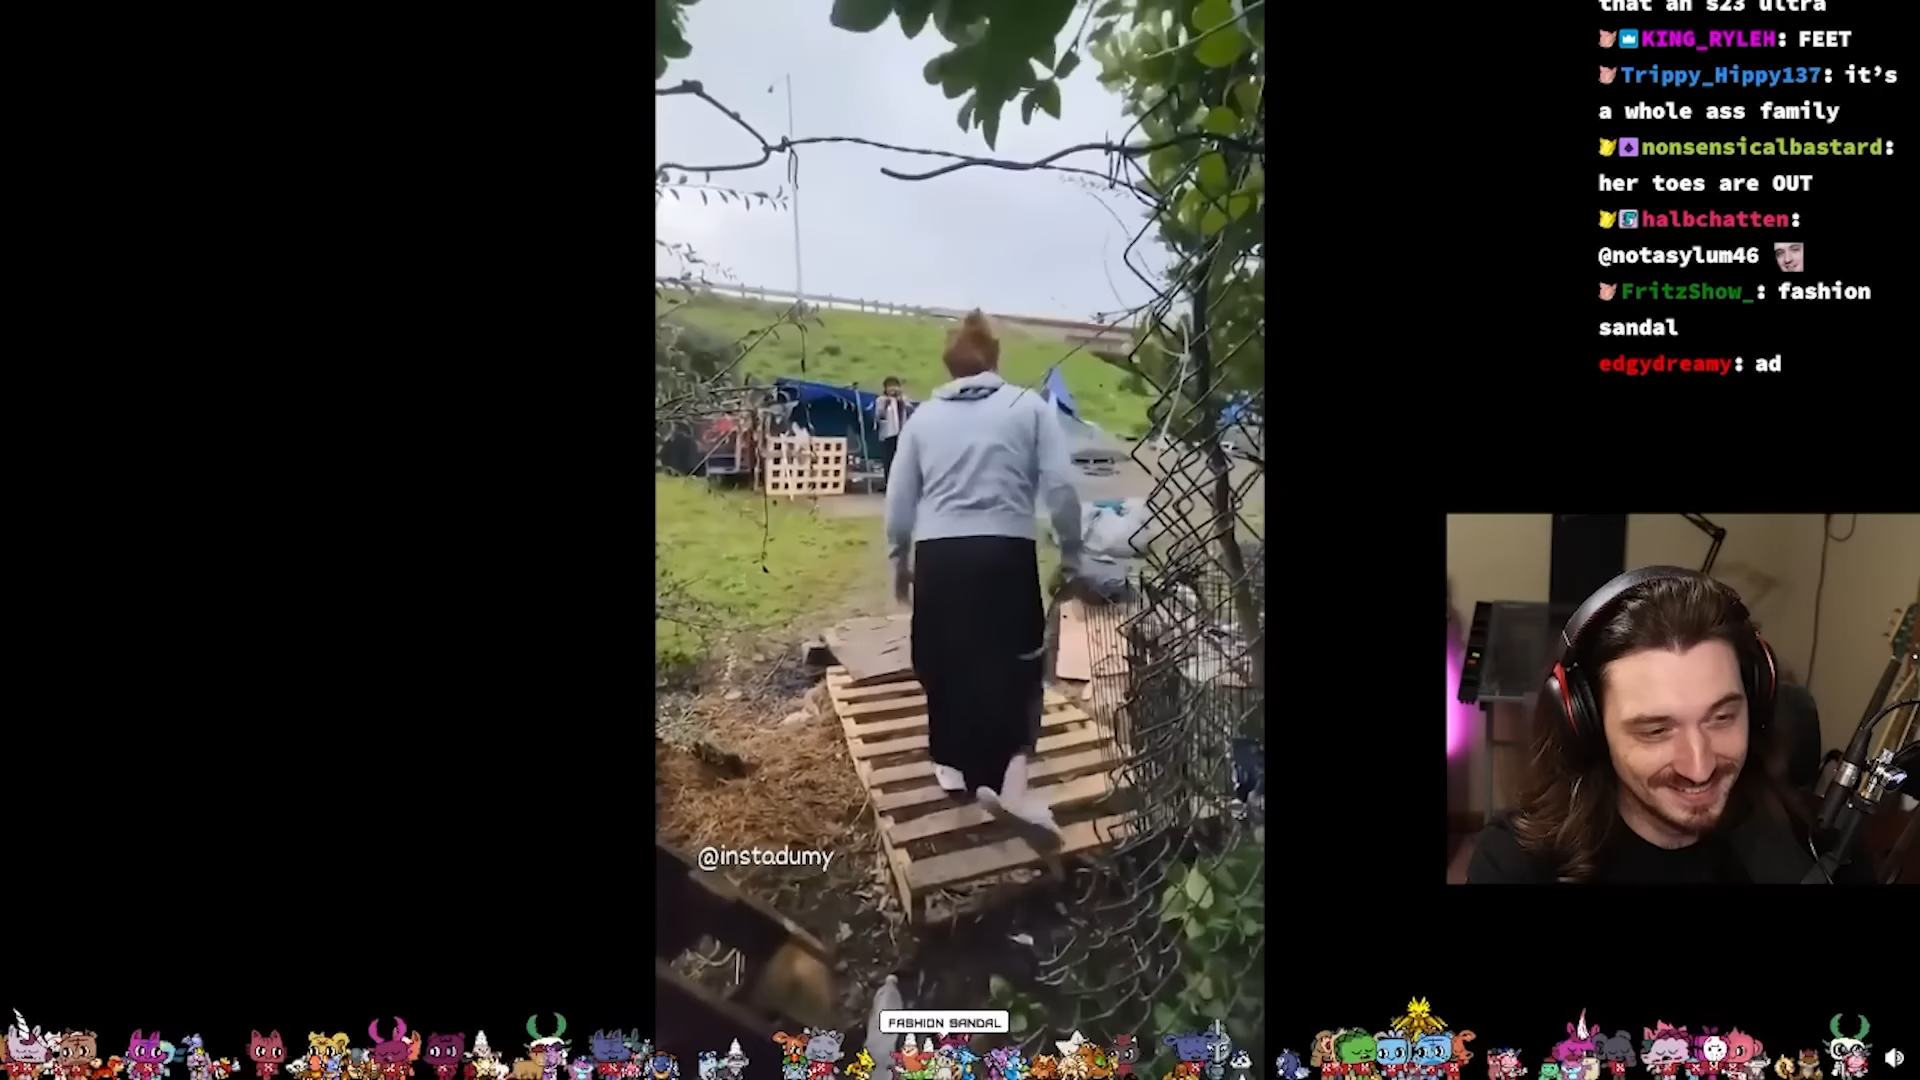 that an s23 ultra
KING_RYLEH: FEET
Trippy_Hippy137: it's
a whole ass family
nonsensicalbastard:
her toes are OUT
halbchatten:
@notasylum46
FritzShow_: fashion
sandal
edgydreamy: ad
@instadumy
FASHION SANDAL